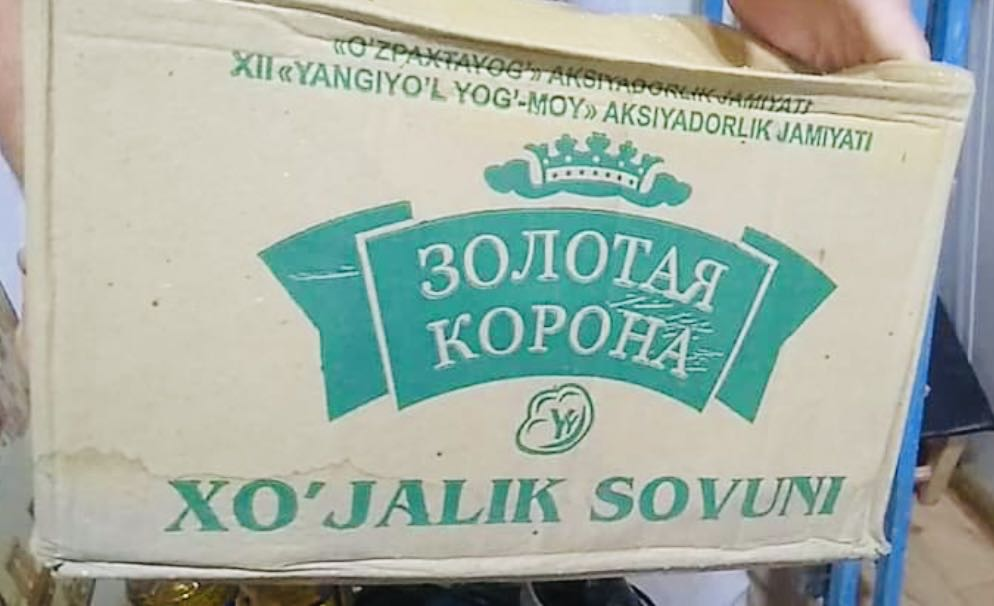 «O'ZPAXTAYOG'» AKSIYADORLIK JAMIYATI
XII «YANGIYO'L YOG'-MOY» AKSIYADORLIK JAMIYATI
ЗОЛОТАЯ
КОРОНА
XO'JALIK SOVUNI